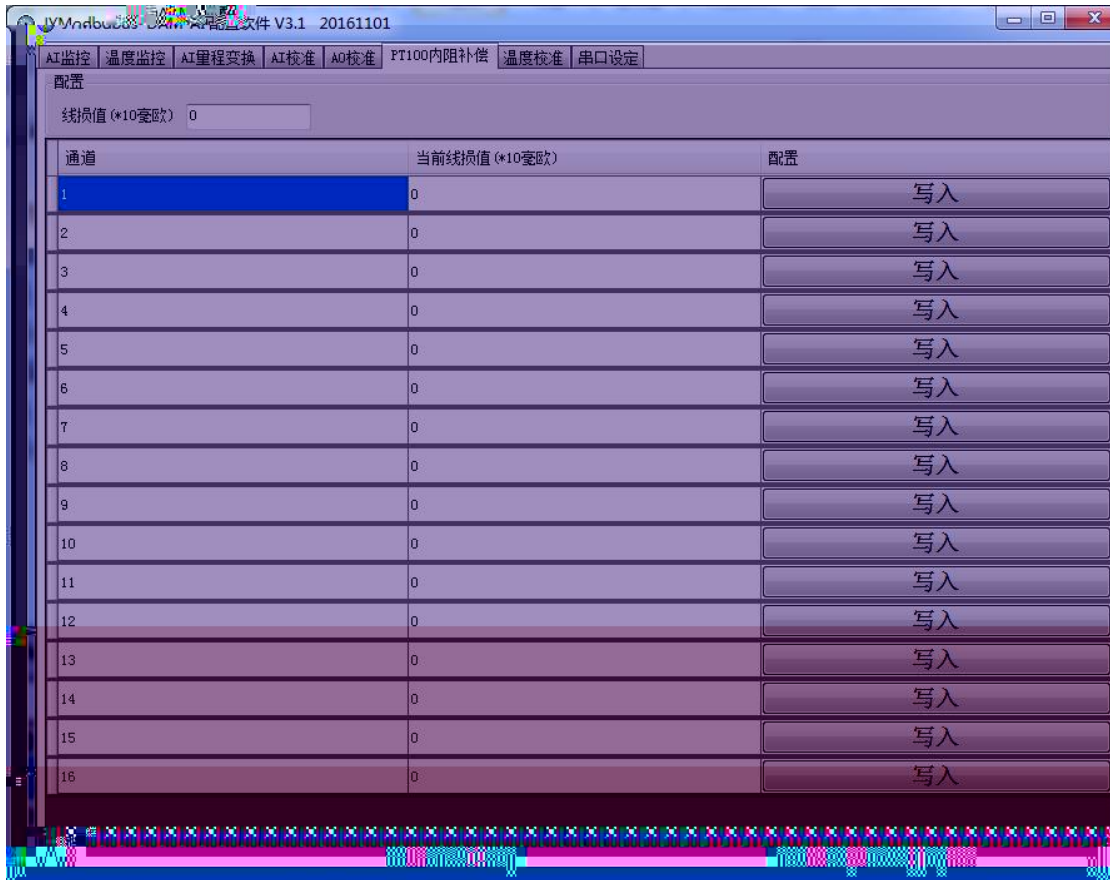 配置软件 V3.1 20161101
AI监控 温度监控 AI量程变换 AI校准 AO校准 PT100内阻补偿 温度校准 串口设定
配置
线损值(*10毫欧) 0
通道 当前线损值(*10毫欧) 配置
1 0 写入
2 0 写入
3 0 写入
4 0 写入
5 0 写入
6 0 写入
7 0 写入
8 0 写入
9 0 写入
10 0 写入
11 0 写入
12 0 写入
13 0 写入
14 0 写入
15 0 写入
16 0 写入